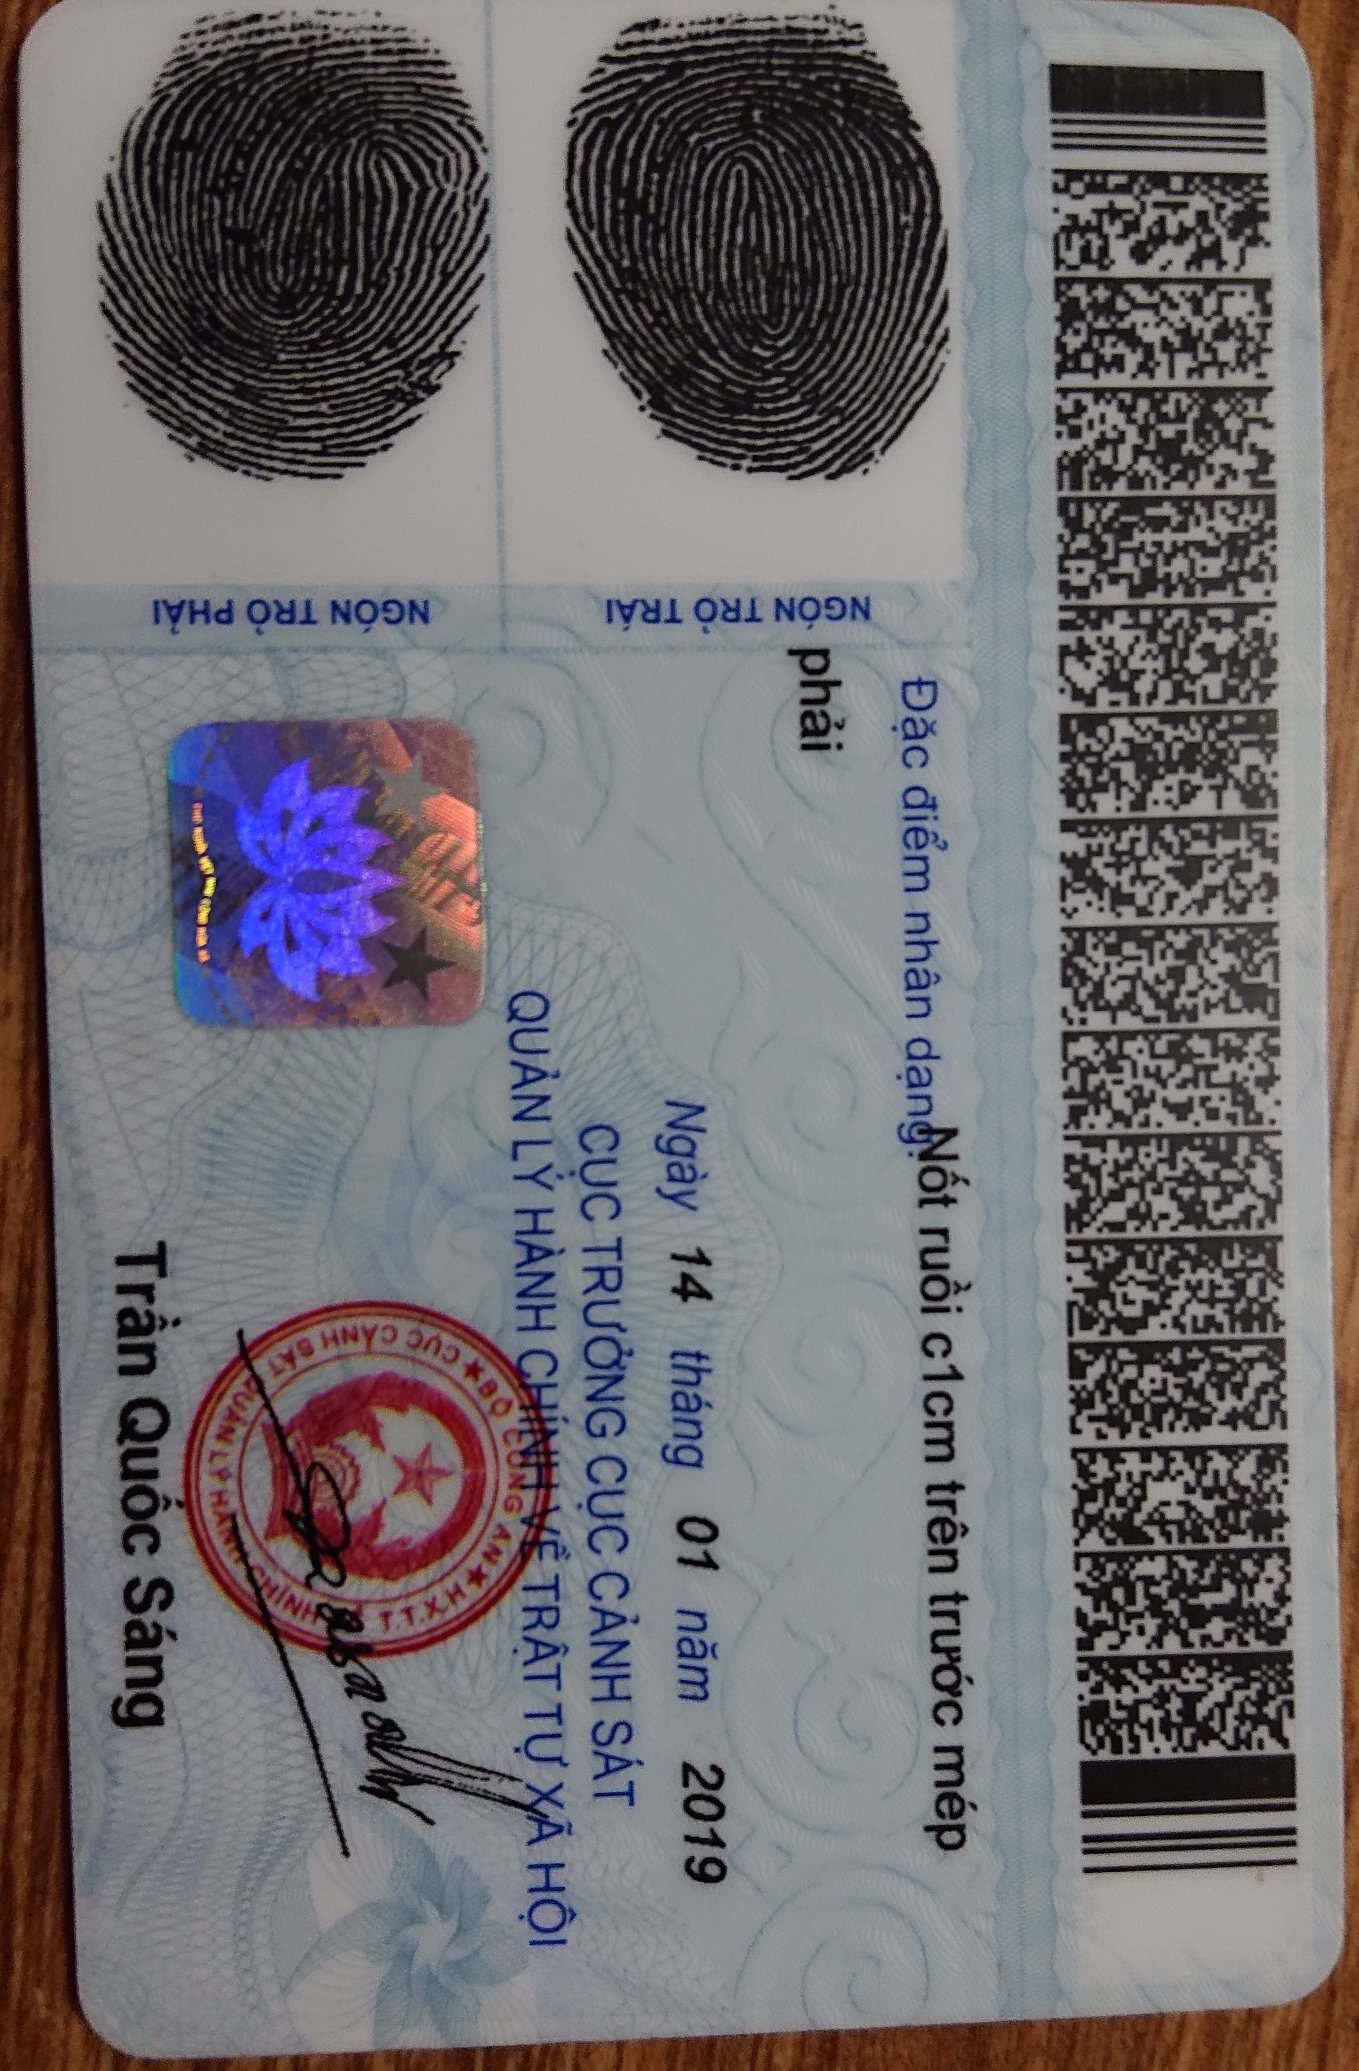 Đặc điểm nhân dạng: Nốt ruồi c1cm trên trước mép
phải
NGÓN TRỎ TRÁI
NGÓN TRỎ PHẢI
Ngày 14 tháng 01 năm 2019
CỤC TRƯỞNG CỤC CẢNH SÁT
QUẢN LÝ HÀNH CHÍNH VỀ TRẬT TỰ XÃ HỘI
BỘ CÔNG AN
CỤC CẢNH SÁT QUẢN LÝ HÀNH CHÍNH VỀ T.T.X.H
Trần Quốc Sáng